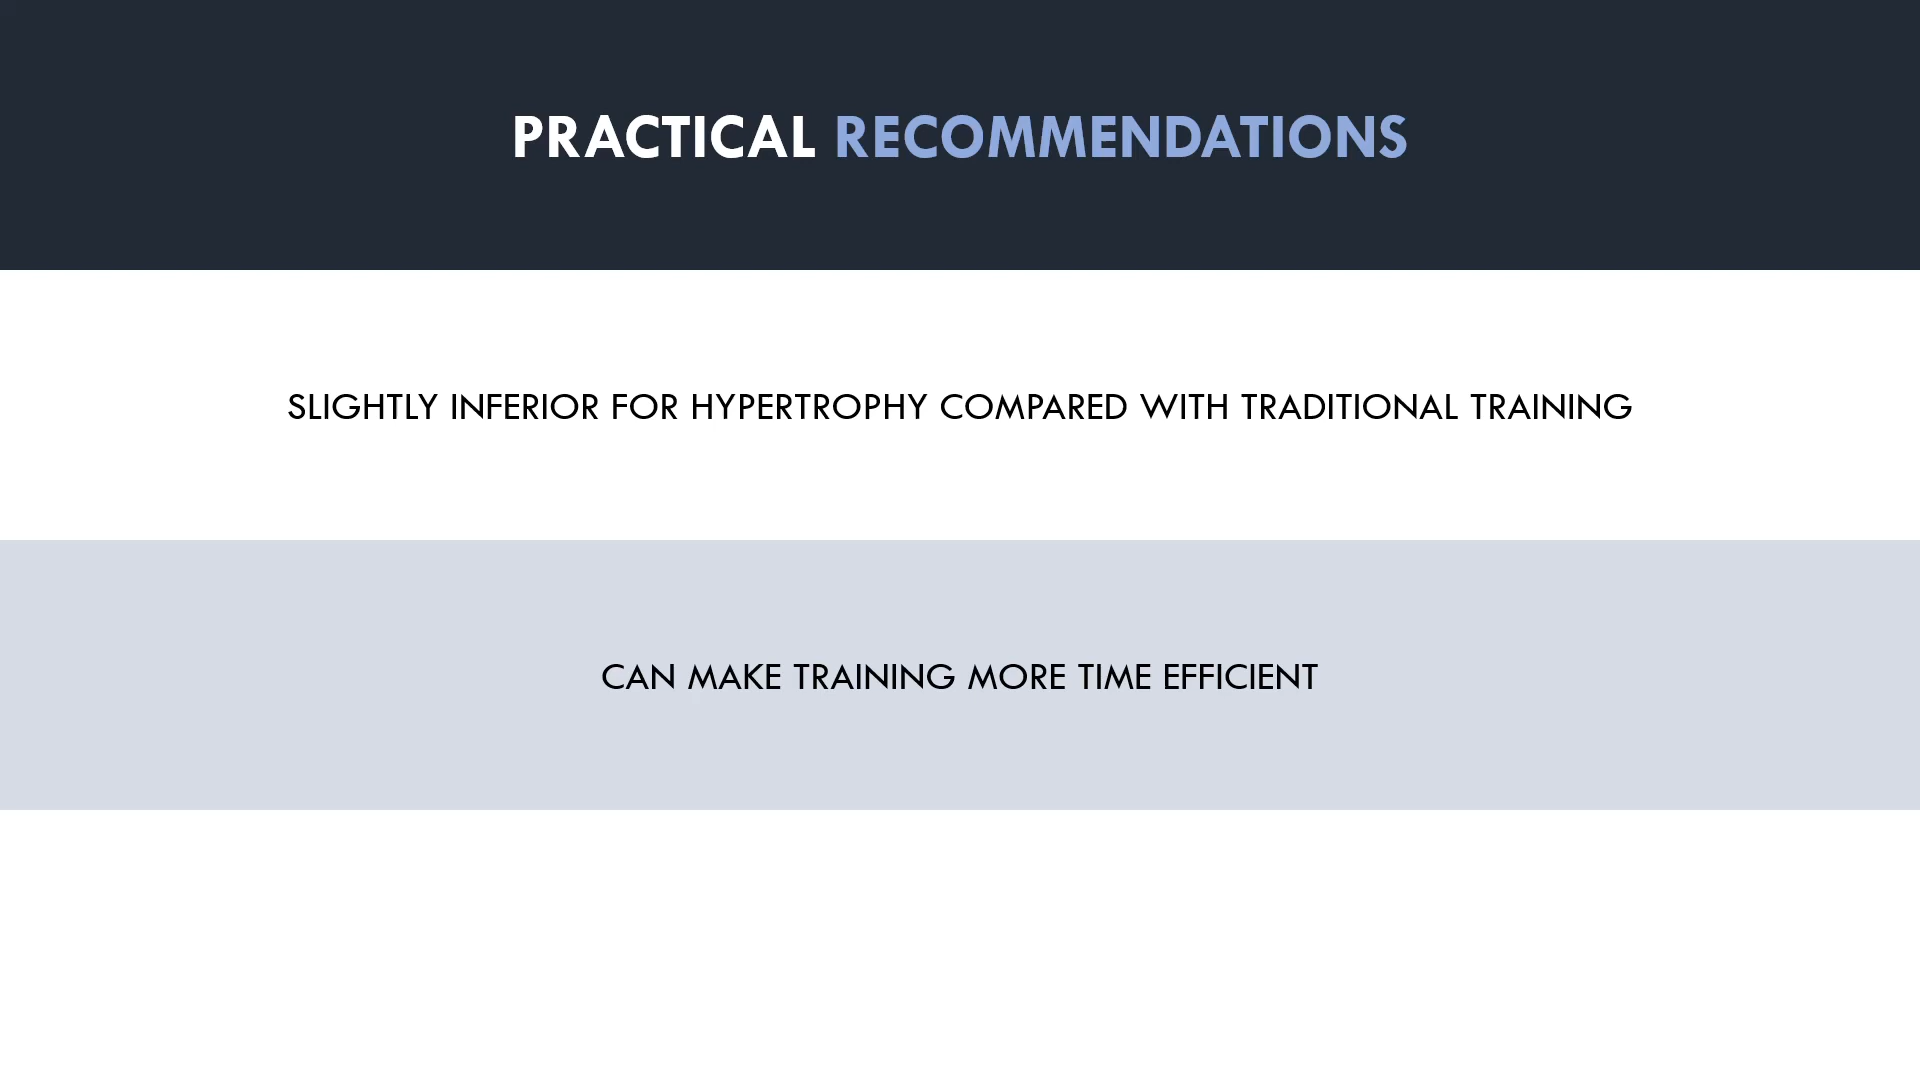 PRACTICAL RECOMMENDATIONS
SLIGHTLY INFERIOR FOR HYPERTROPHY COMPARED WITH TRADITIONAL TRAINING
CAN MAKE TRAINING MORE TIME EFFICIENT